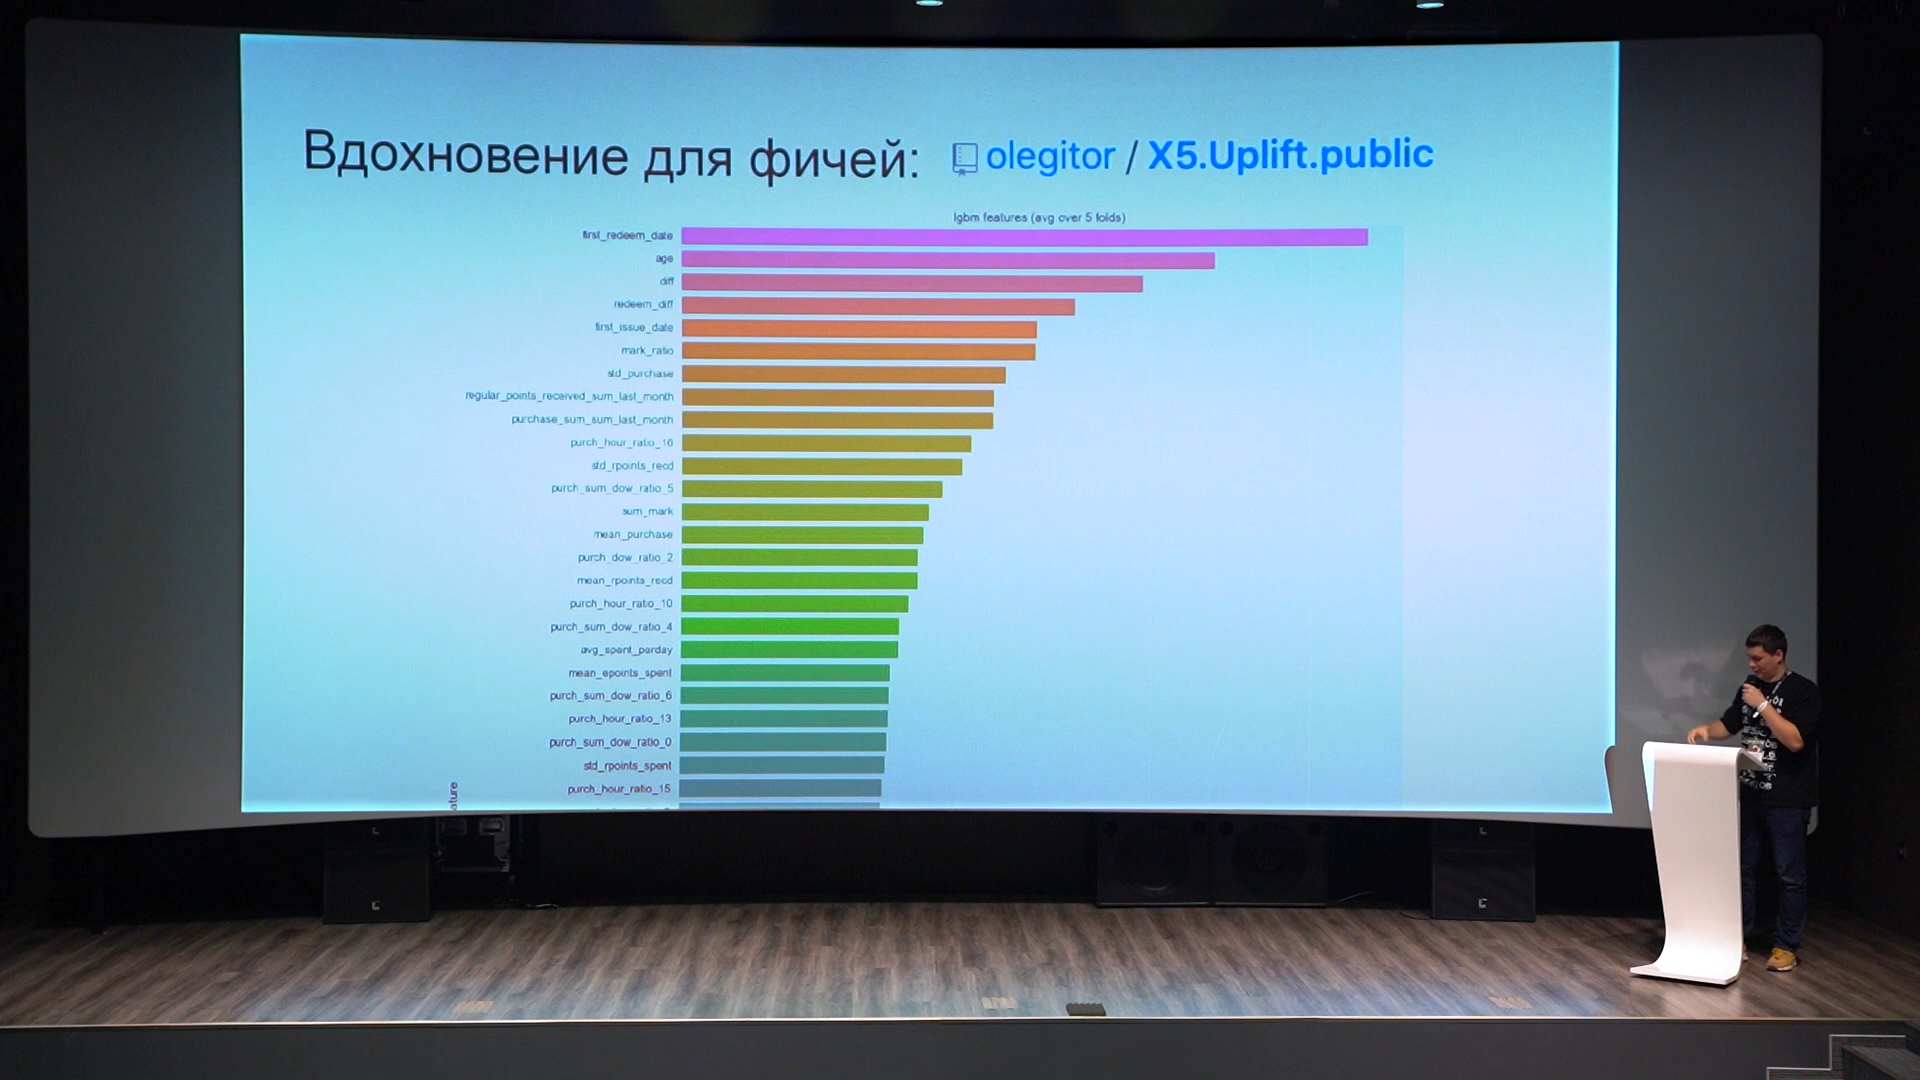 Вдохновение для фичей: olegitor / X5.Uplift.public
lgbm features (avg over 5 folds)
first_redeem_date
age
diff
redeem_diff
first_issue_date
mark_ratio
std_purchase
regular_points_received_sum_last_month
purchase_sum_sum_last_month
purch_hour_ratio_16
std_rpoints_recd
purch_sum_dow_ratio_5
sum_mark
mean_purchase
purch_dow_ratio_2
mean_rpoints_recd
purch_hour_ratio_10
purch_sum_dow_ratio_4
avg_spent_perday
mean_epoints_spent
purch_sum_dow_ratio_6
purch_hour_ratio_13
purch_sum_dow_ratio_0
std_rpoints_spent
purch_hour_ratio_15